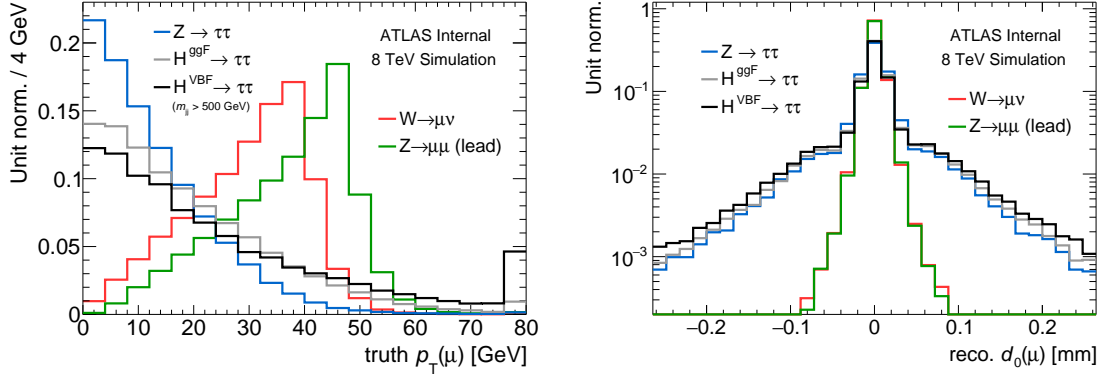 Unit norm. / 4 GeV
0.2
0.15
0.1
0.05
0
Z → ττ
H^ggF → ττ
H^VBF → ττ
(m_jj > 500 GeV)
ATLAS Internal
8 TeV Simulation
W→μν
Z→μμ (lead)
0 10 20 30 40 50 60 70 80
truth p_T(μ) [GeV]
Unit norm.
1
10^−1
10^−2
10^−3
Z → ττ
H^ggF → ττ
H^VBF → ττ
ATLAS Internal
8 TeV Simulation
W→μν
Z→μμ (lead)
−0.2 −0.1 0 0.1 0.2
reco. d_0(μ) [mm]